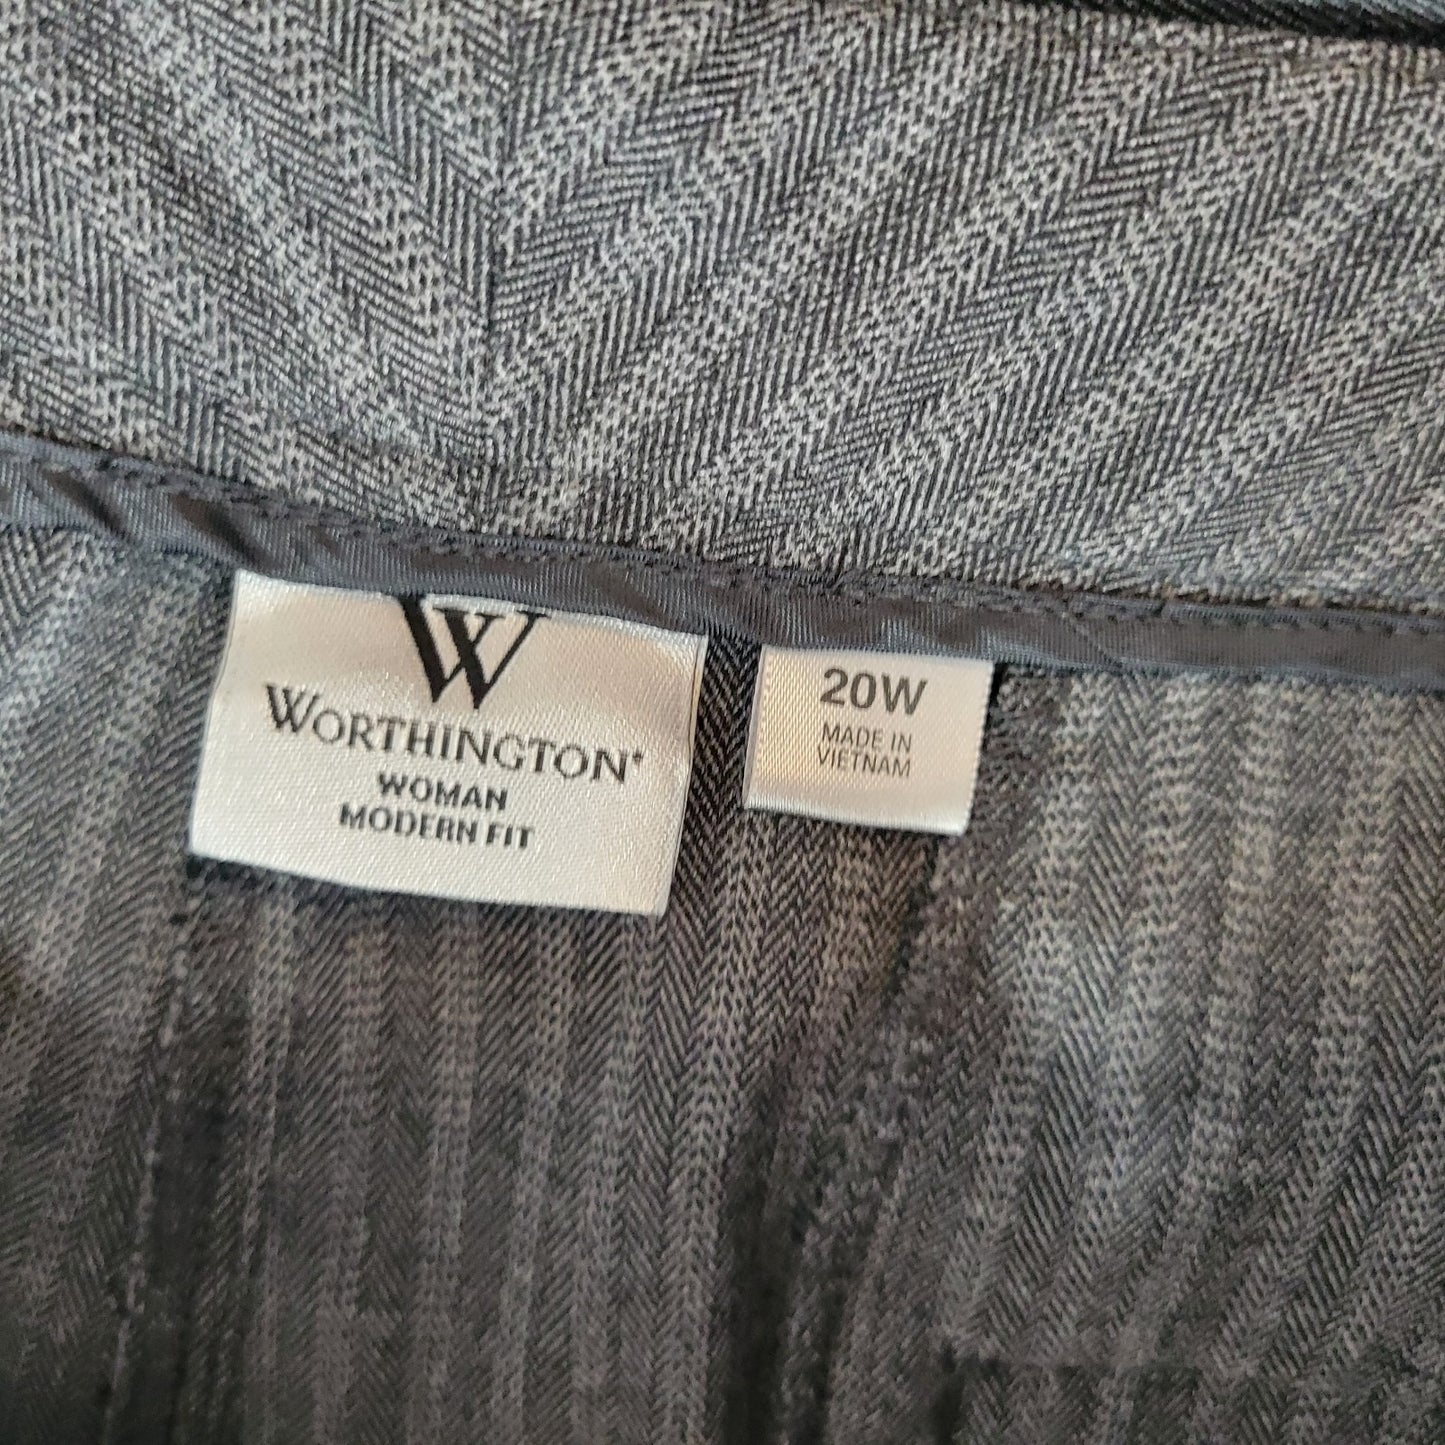 W
WORTHINGTON®
WOMAN
MODERN FIT
20W
MADE IN
VIETNAM